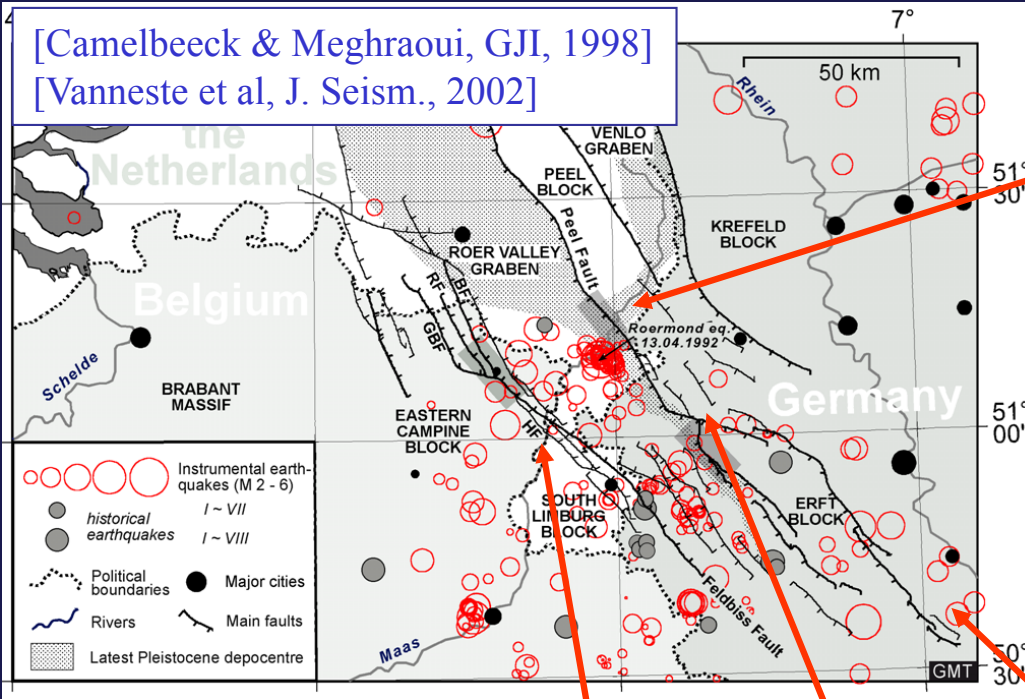 [Camelbeeck & Meghraoui, GJI, 1998]
[Vanneste et al, J. Seism., 2002]
4
7°
50 km
Rhein
the
Netherlands
VENLO
GRABEN
PEEL
BLOCK
51°
30'
Peel Fault
KREFELD
BLOCK
ROER VALLEY
GRABEN
RF
BF
GBF
Belgium
Roermond eq.
13.04.1992
Schelde
BRABANT
MASSIF
Germany
EASTERN
CAMPINE
BLOCK
HF
51°
00'
SOUTH
LIMBURG
BLOCK
ERFT
BLOCK
Feldbiss Fault
Maas
50°
30'
GMT
Instrumental earth-
quakes (M 2 - 6)
historical
earthquakes
I ~ VII
I ~ VIII
Political
boundaries
Major cities
Rivers
Main faults
Latest Pleistocene depocentre